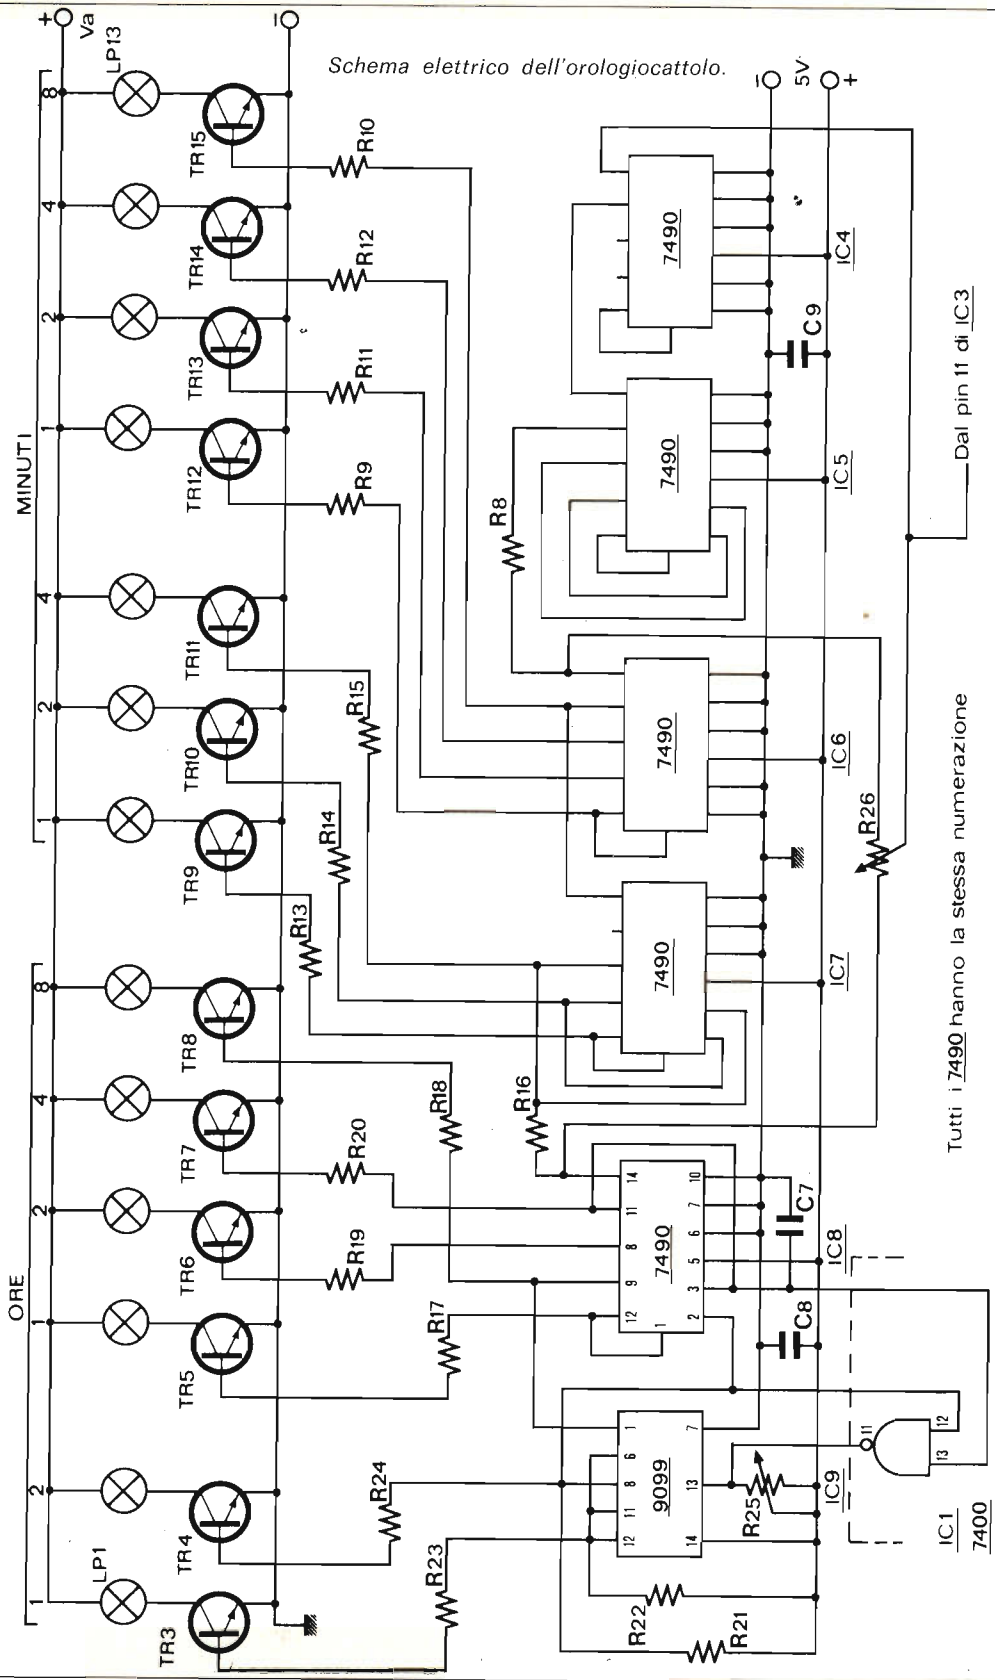 Schema elettrico dell'orologiocattolo.
ORE
MINUTI
1
2
1
2
4
8
1
2
4
1
2
4
8
+
Va
–
LP1
LP13
TR3
TR4
TR5
TR6
TR7
TR8
TR9
TR10
TR11
TR12
TR13
TR14
TR15
R23
R24
R17
R19
R20
R18
R13
R14
R15
R9
R11
R12
R10
R16
R8
R22
R21
R25
R26
12
11
8
6
1
9099
14
13
7
IC9
12
9
8
11
14
1
7490
2
3
5
6
7
10
IC8
C8
C7
7490
IC7
7490
IC6
7490
IC5
7490
IC4
C9
–
5V
+
11
13
12
IC1
7400
Dal pin 11 di IC3
Tutti i 7490 hanno la stessa numerazione